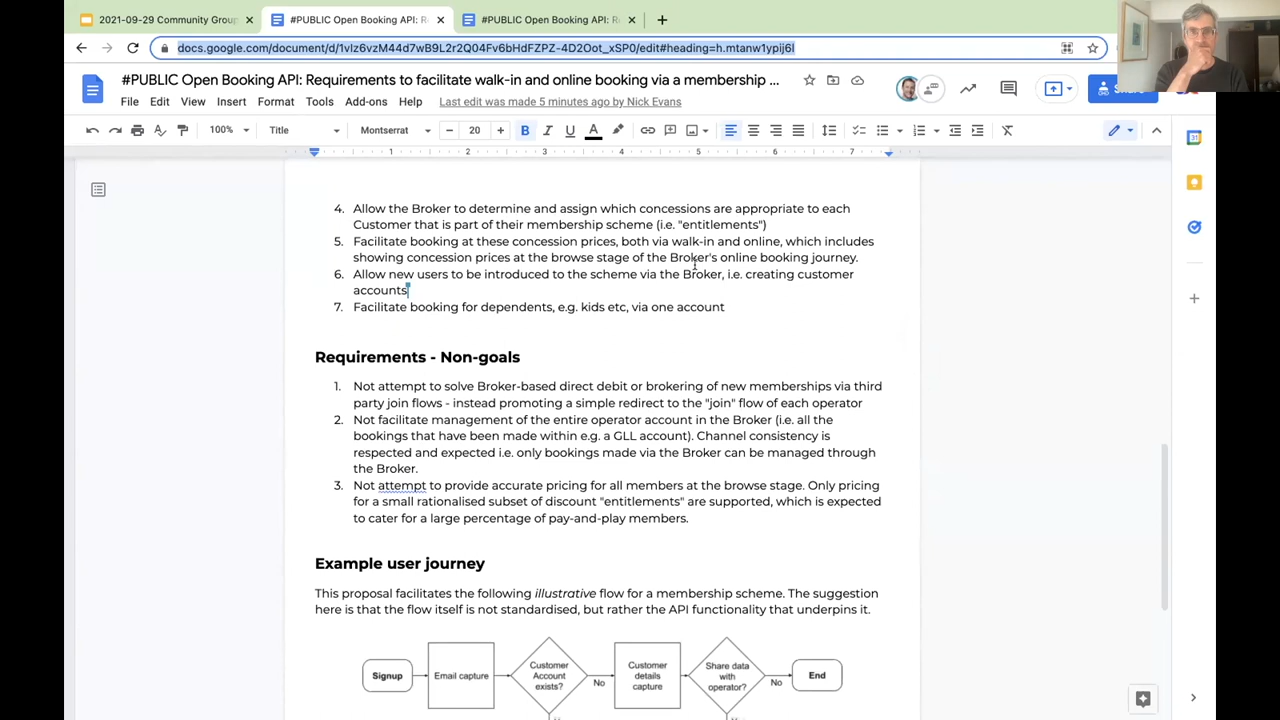 2021-09-29 Community Group
#PUBLIC Open Booking API: R
#PUBLIC Open Booking API: R
docs.google.com/document/d/1vIz6vzM44d7wB9L2r2Q04Fv6bHdFZPZ-4D2Oot_xSP0/edit#heading=h.mtanw1ypij6l
#PUBLIC Open Booking API: Requirements to facilitate walk-in and online booking via a membership ...
File Edit View Insert Format Tools Add-ons Help Last edit was made 5 minutes ago by Nick Evans
100% Title Montserrat 20 B I U A
1 2 3 4 5 6 7
4. Allow the Broker to determine and assign which concessions are appropriate to each
Customer that is part of their membership scheme (i.e. "entitlements")
5. Facilitate booking at these concession prices, both via walk-in and online, which includes
showing concession prices at the browse stage of the Broker's online booking journey.
6. Allow new users to be introduced to the scheme via the Broker, i.e. creating customer
accounts
7. Facilitate booking for dependents, e.g. kids etc, via one account
Requirements - Non-goals
1. Not attempt to solve Broker-based direct debit or brokering of new memberships via third
party join flows - instead promoting a simple redirect to the "join" flow of each operator
2. Not facilitate management of the entire operator account in the Broker (i.e. all the
bookings that have been made within e.g. a GLL account). Channel consistency is
respected and expected i.e. only bookings made via the Broker can be managed through
the Broker.
3. Not attempt to provide accurate pricing for all members at the browse stage. Only pricing
for a small rationalised subset of discount "entitlements" are supported, which is expected
to cater for a large percentage of pay-and-play members.
Example user journey
This proposal facilitates the following illustrative flow for a membership scheme. The suggestion
here is that the flow itself is not standardised, but rather the API functionality that underpins it.
Signup
Email capture
Customer
Account
exists?
No
Customer
details
capture
Share data
with
operator?
No
End